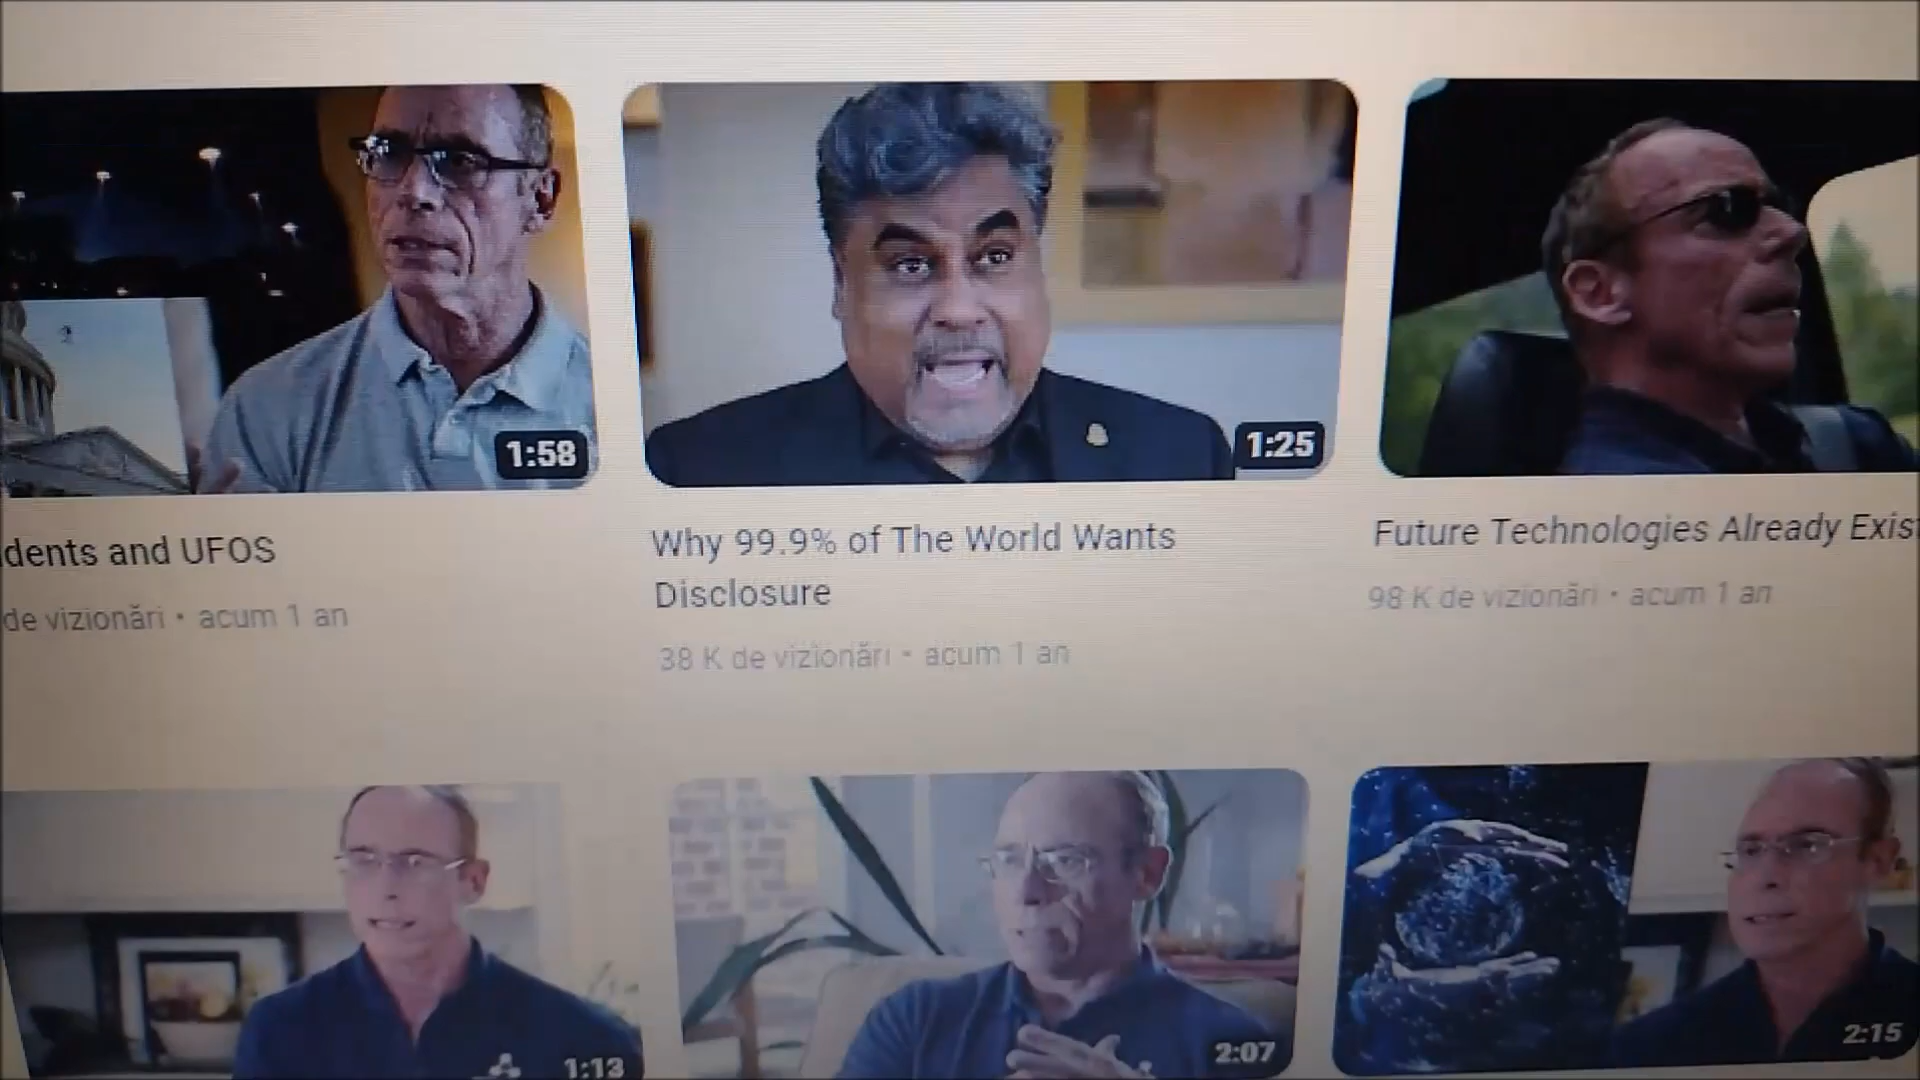 1:58
1:25
dents and UFOS
Why 99.9% of The World Wants
Disclosure
Future Technologies Already Exis
de vizionări • acum 1 an
38 K de vizionări • acum 1 an
98 K de vizionări • acum 1 an
1:13
2:07
2:15